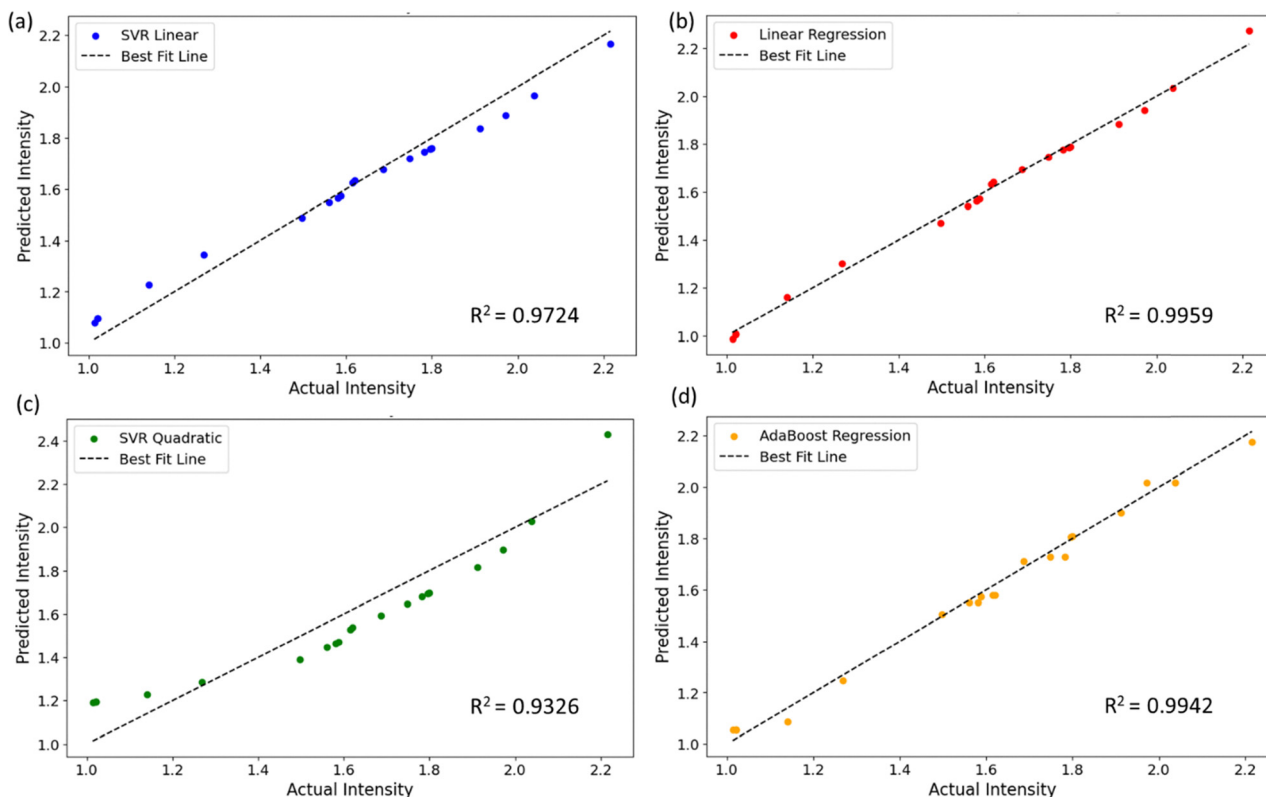 (a)
SVR Linear
Best Fit Line
2.2
2.0
1.8
1.6
1.4
1.2
1.0
Predicted Intensity
R² = 0.9724
1.0 1.2 1.4 1.6 1.8 2.0 2.2
Actual Intensity
(b)
Linear Regression
Best Fit Line
2.2
2.0
1.8
1.6
1.4
1.2
1.0
Predicted Intensity
R² = 0.9959
1.0 1.2 1.4 1.6 1.8 2.0 2.2
Actual Intensity
(c)
SVR Quadratic
Best Fit Line
2.4
2.2
2.0
1.8
1.6
1.4
1.2
1.0
Predicted Intensity
R² = 0.9326
1.0 1.2 1.4 1.6 1.8 2.0 2.2
Actual Intensity
(d)
AdaBoost Regression
Best Fit Line
2.2
2.0
1.8
1.6
1.4
1.2
1.0
Predicted Intensity
R² = 0.9942
1.0 1.2 1.4 1.6 1.8 2.0 2.2
Actual Intensity